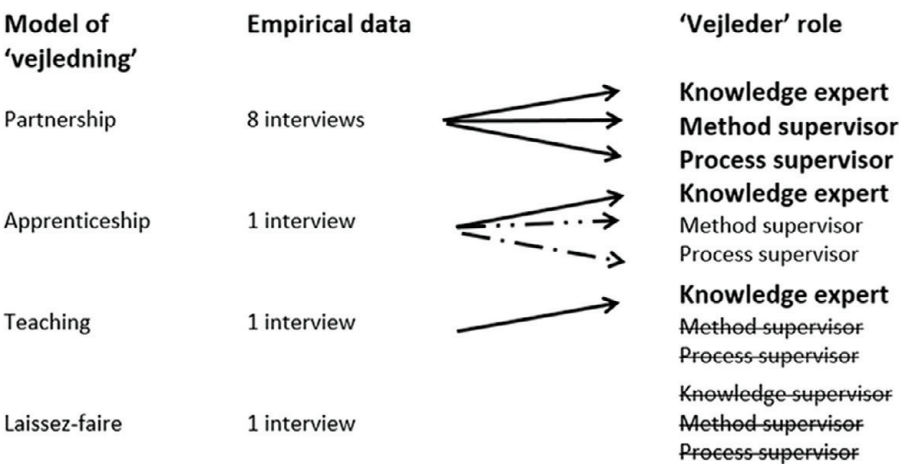 Model of ‘vejledning’
Empirical data
‘Vejleder’ role
Partnership
8 interviews
Knowledge expert
Method supervisor
Process supervisor
Apprenticeship
1 interview
Knowledge expert
Method supervisor
Process supervisor
Teaching
1 interview
Knowledge expert
Method supervisor
Process supervisor
Laissez-faire
1 interview
Knowledge supervisor
Method supervisor
Process supervisor